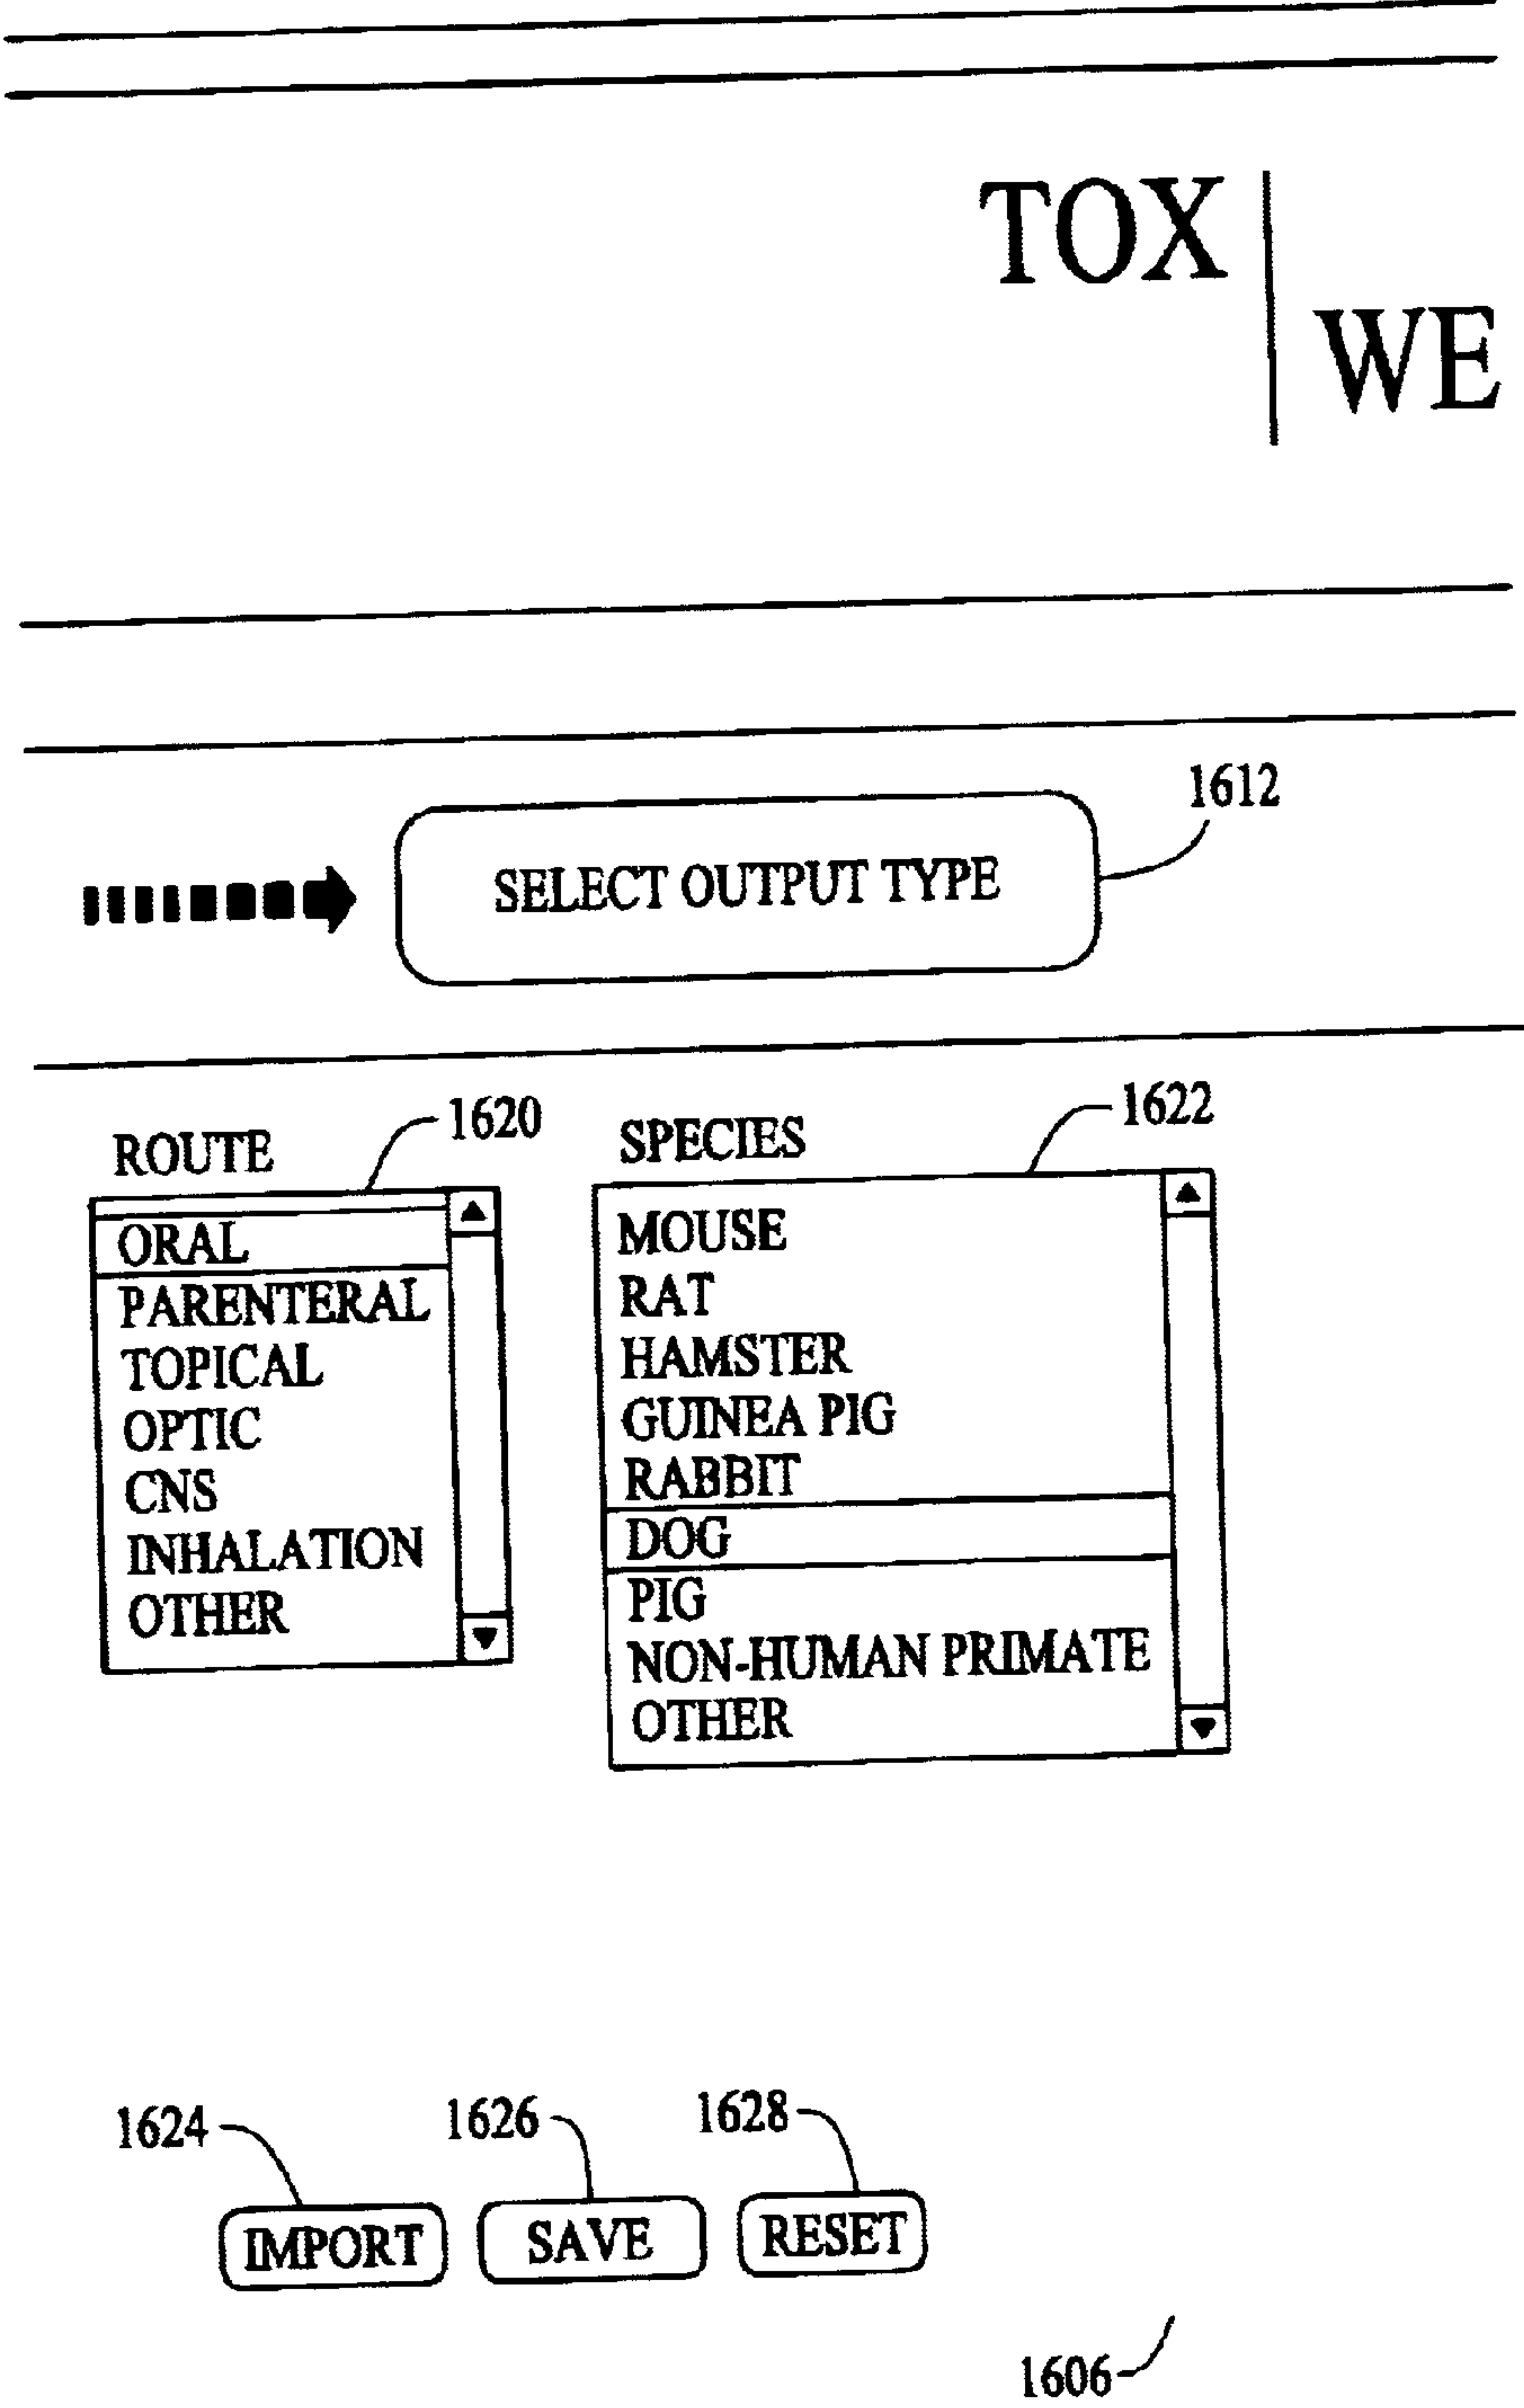 TOX
WE
1612
SELECT OUTPUT TYPE
1620
ROUTE
ORAL
PARENTERAL
TOPICAL
OPTIC
CNS
INHALATION
OTHER
1622
SPECIES
MOUSE
RAT
HAMSTER
GUINEA PIG
RABBIT
DOG
PIG
NON-HUMAN PRIMATE
OTHER
1624
1626
1628
IMPORT
SAVE
RESET
1606